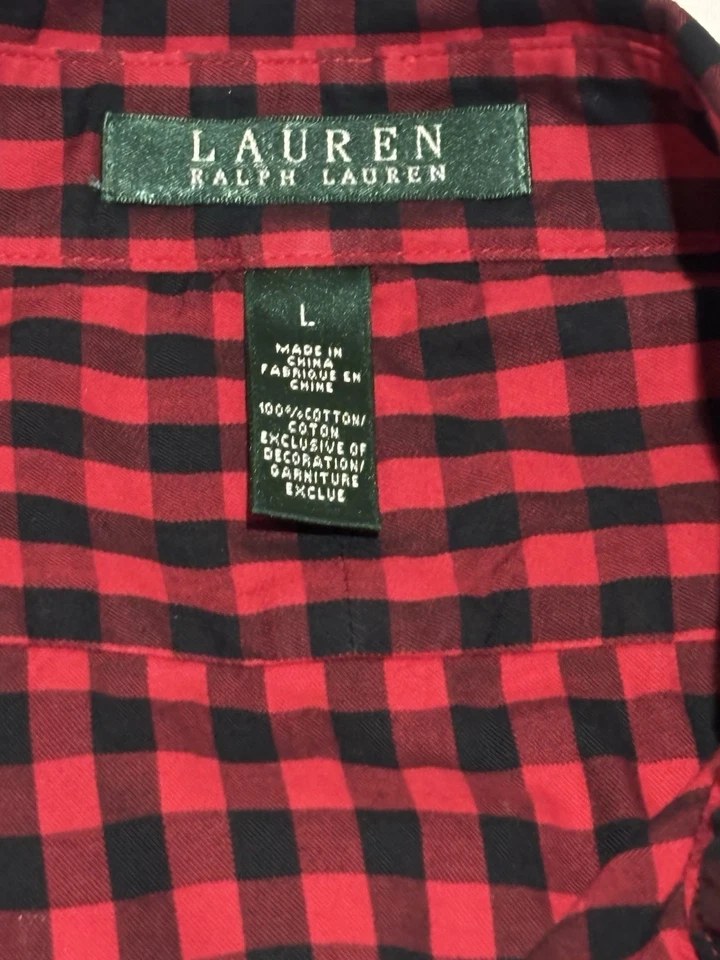 LAUREN
RALPH LAUREN
L
MADE IN
CHINA
FABRIQUE EN
CHINE
100%COTTON/
COTON
EXCLUSIVE OF
DECORATION/
GARNITURE
EXCLUE